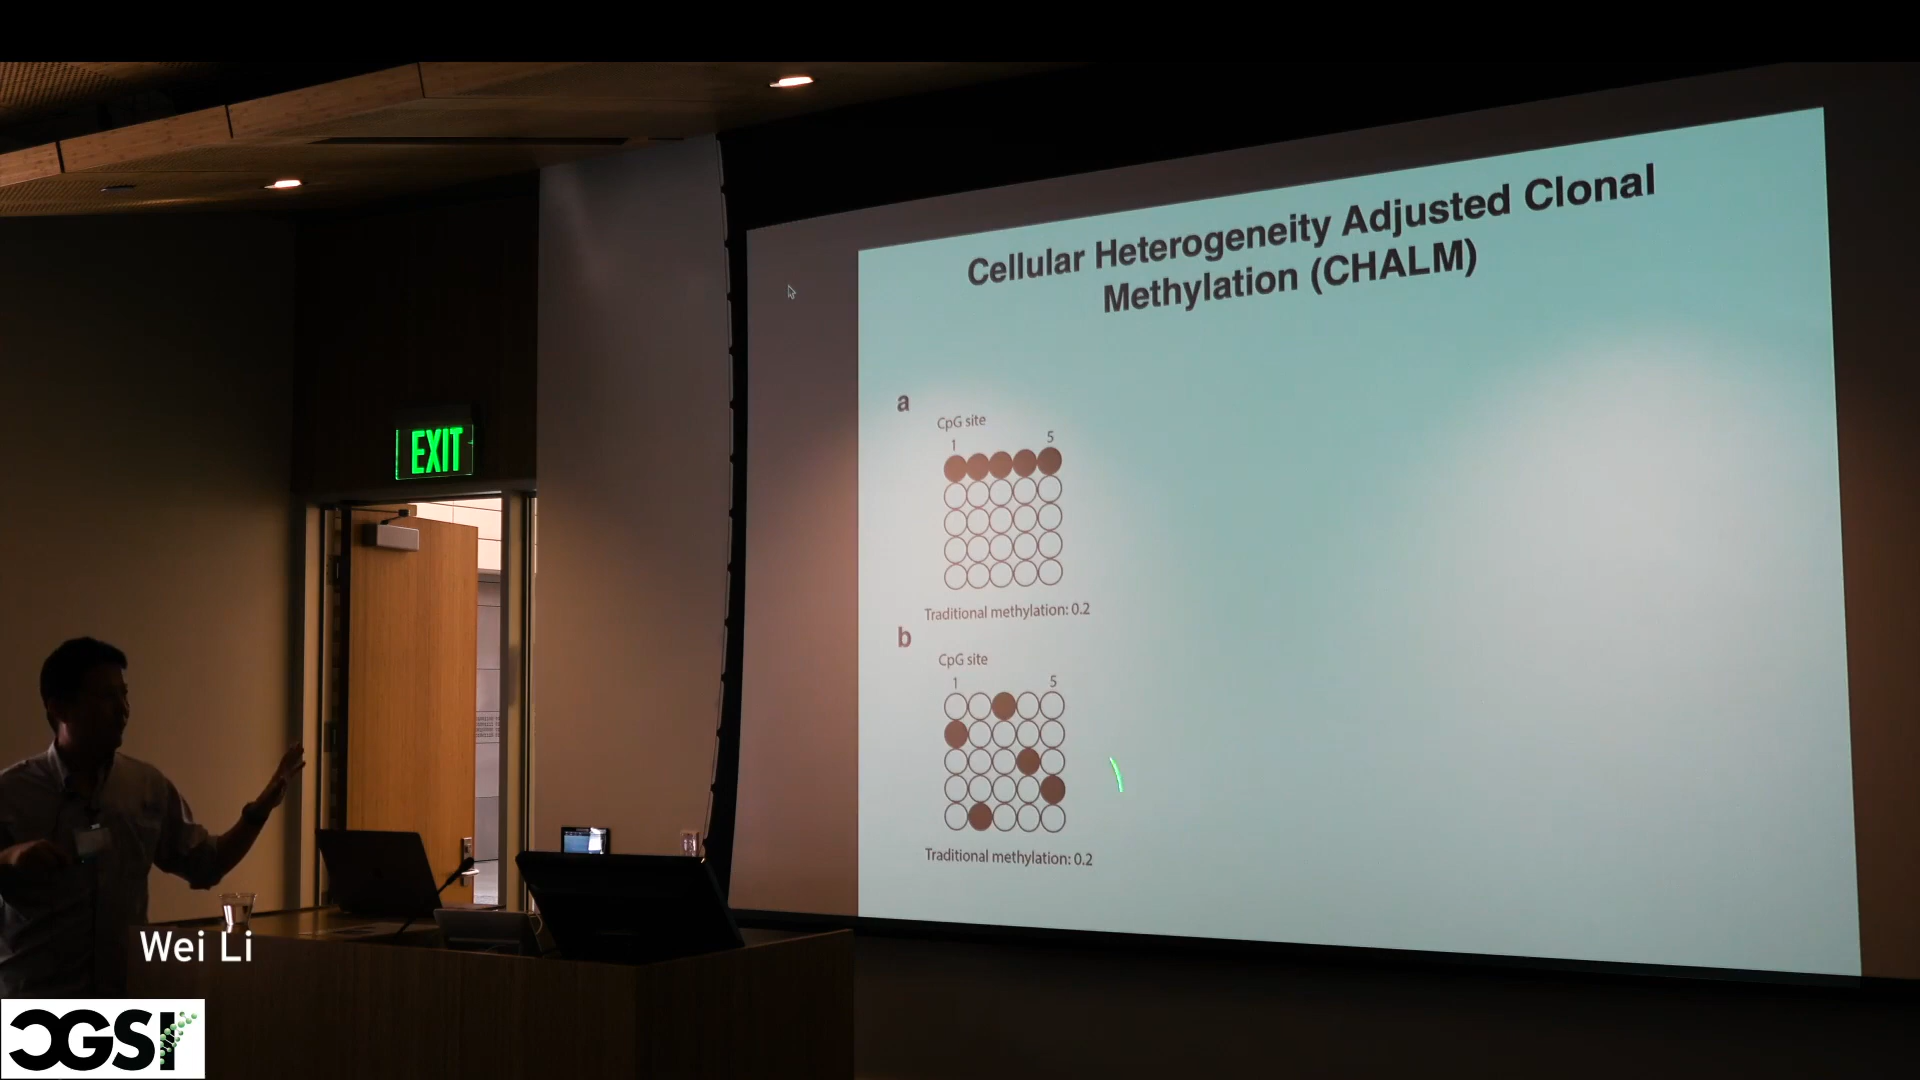 Cellular Heterogeneity Adjusted Clonal
Methylation (CHALM)
a
CpG site
1 5
Traditional methylation: 0.2
b
CpG site
1 5
Traditional methylation: 0.2
EXIT
Wei Li
CGSI